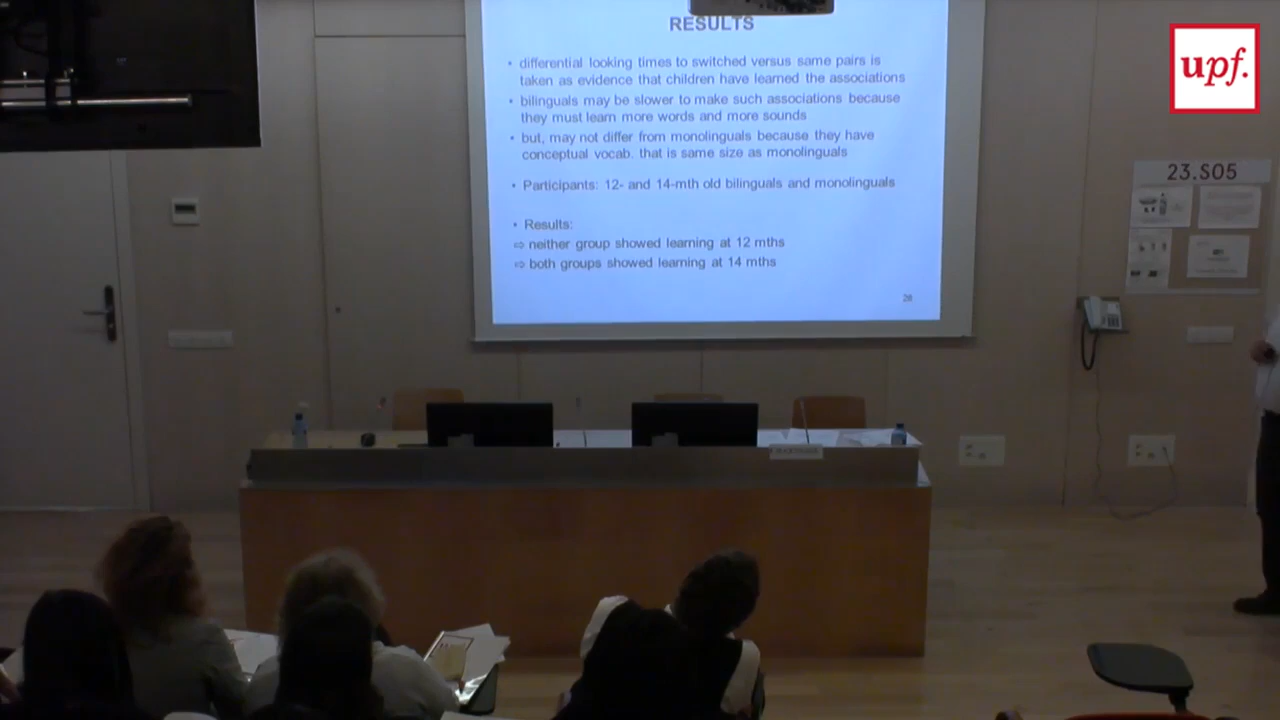 RESULTS
• differential looking times to switched versus same pairs is
taken as evidence that children have learned the associations
• bilinguals may be slower to make such associations because
they must learn more words and more sounds
• but, may not differ from monolinguals because they have
conceptual vocab. that is same size as monolinguals
• Participants: 12- and 14-mth old bilinguals and monolinguals
• Results:
⇨ neither group showed learning at 12 mths
⇨ both groups showed learning at 14 mths
upf.
23.S05